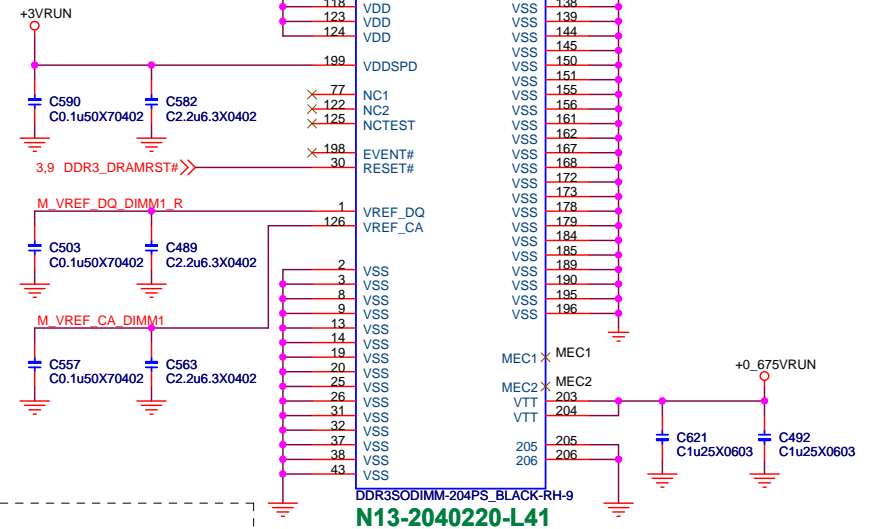 118 VDD VSS 138
+3VRUN 123 VDD VSS 139
124 VDD VSS 144
VSS 145
199 VDDSPD VSS 150
VSS 151
C590 C582 77 NC1 VSS 155
C0.1u50X70402 C2.2u6.3X0402 122 NC2 VSS 156
125 NCTEST VSS 161
VSS 162
198 EVENT# VSS 167
3,9 DDR3_DRAMRST# 30 RESET# VSS 168
VSS 172
VSS 173
M_VREF_DQ_DIMM1_R 1 VREF_DQ VSS 178
126 VREF_CA VSS 179
VSS 184
C503 C489 VSS 185
C0.1u50X70402 C2.2u6.3X0402 2 VSS VSS 189
3 VSS VSS 190
8 VSS VSS 195
9 VSS VSS 196
M_VREF_CA_DIMM1 13 VSS
14 VSS
19 VSS MEC1 MEC1
C557 C563 20 VSS +0_675VRUN
C0.1u50X70402 C2.2u6.3X0402 25 VSS MEC2 MEC2
26 VSS VTT 203
31 VSS VTT 204
32 VSS
37 VSS 205 205 C621 C492
38 VSS 206 206 C1u25X0603 C1u25X0603
43 VSS
DDR3SODIMM-204PS_BLACK-RH-9
N13-2040220-L41